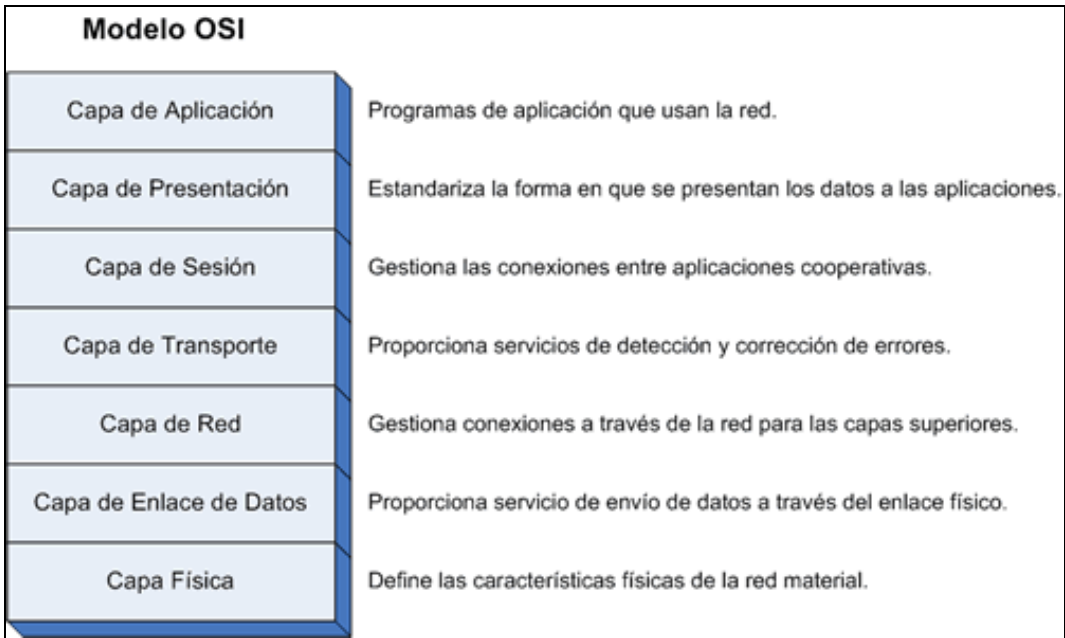 Modelo OSI
Capa de Aplicación
Programas de aplicación que usan la red.
Capa de Presentación
Estandariza la forma en que se presentan los datos a las aplicaciones.
Capa de Sesión
Gestiona las conexiones entre aplicaciones cooperativas.
Capa de Transporte
Proporciona servicios de detección y corrección de errores.
Capa de Red
Gestiona conexiones a través de la red para las capas superiores.
Capa de Enlace de Datos
Proporciona servicio de envío de datos a través del enlace físico.
Capa Física
Define las características físicas de la red material.